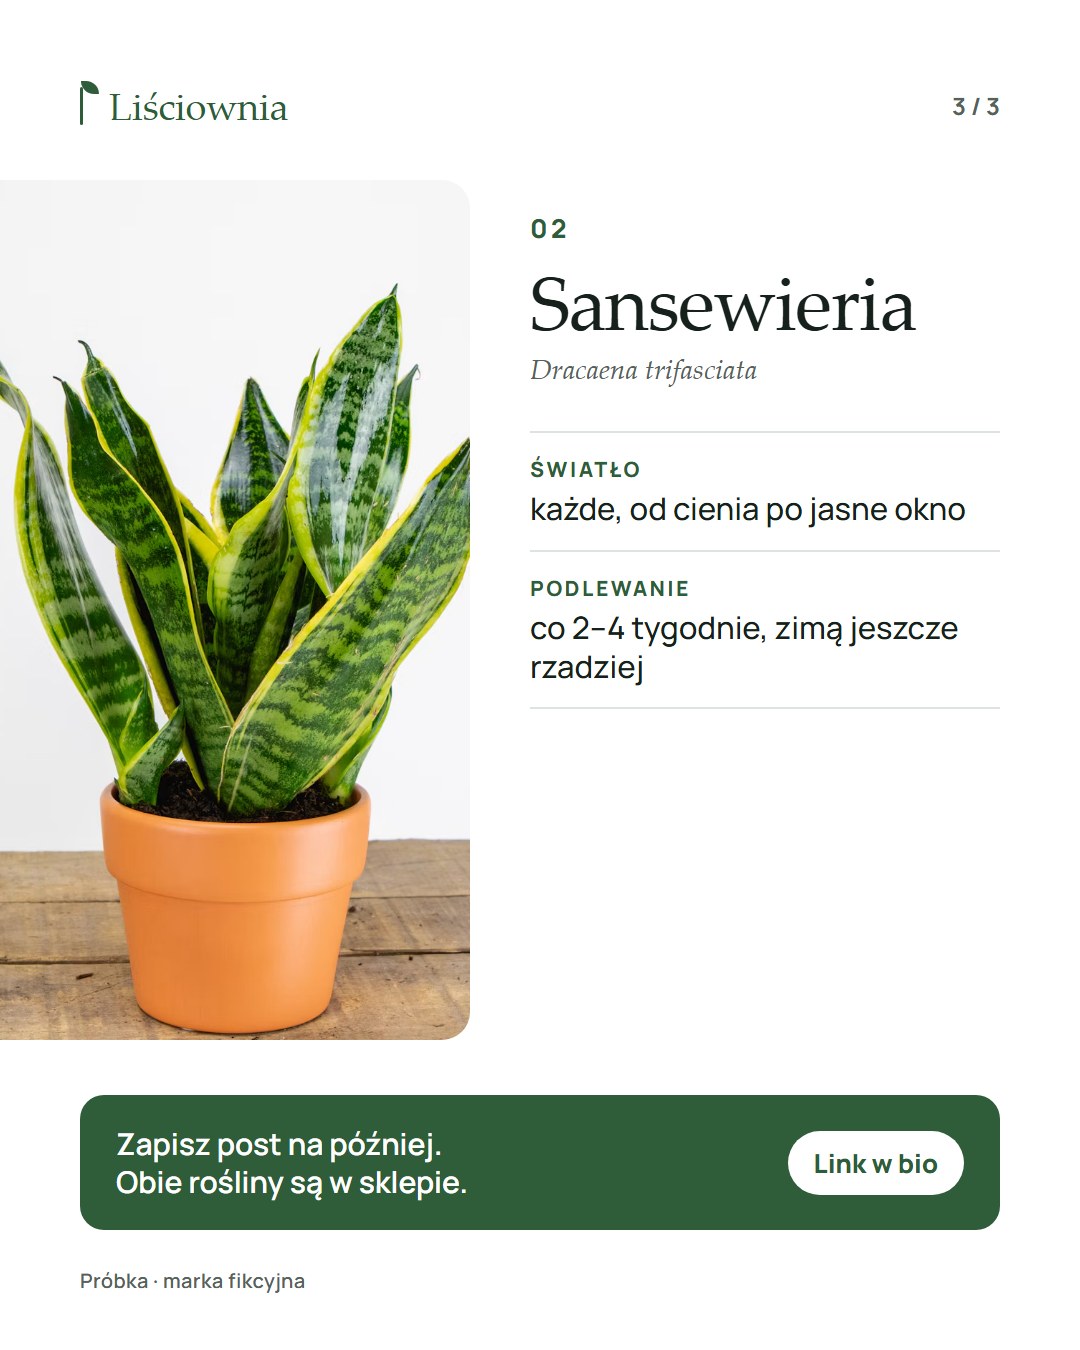 Liściownia
3 / 3
02
Sansewieria
Dracaena trifasciata
ŚWIATŁO
każde, od cienia po jasne okno
PODLEWANIE
co 2–4 tygodnie, zimą jeszcze
rzadziej
Zapisz post na później.
Obie rośliny są w sklepie.
Link w bio
Próbka · marka fikcyjna